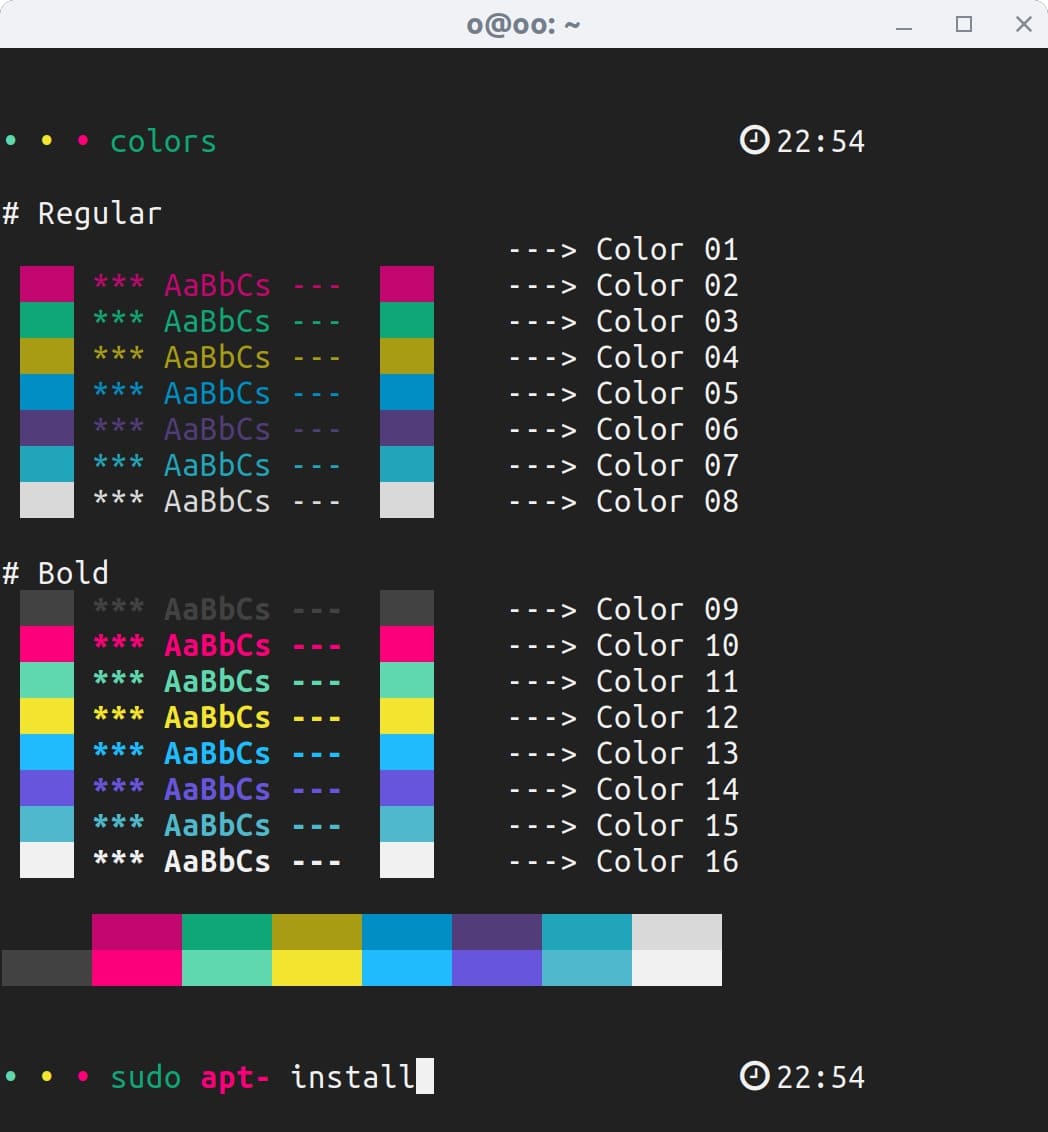 o@oo: ~
• • • colors 22:54
# Regular
---> Color 01
*** AaBbCs --- ---> Color 02
*** AaBbCs --- ---> Color 03
*** AaBbCs --- ---> Color 04
*** AaBbCs --- ---> Color 05
*** AaBbCs --- ---> Color 06
*** AaBbCs --- ---> Color 07
*** AaBbCs --- ---> Color 08
# Bold
*** AaBbCs --- ---> Color 09
*** AaBbCs --- ---> Color 10
*** AaBbCs --- ---> Color 11
*** AaBbCs --- ---> Color 12
*** AaBbCs --- ---> Color 13
*** AaBbCs --- ---> Color 14
*** AaBbCs --- ---> Color 15
*** AaBbCs --- ---> Color 16
• • • sudo apt- install 22:54